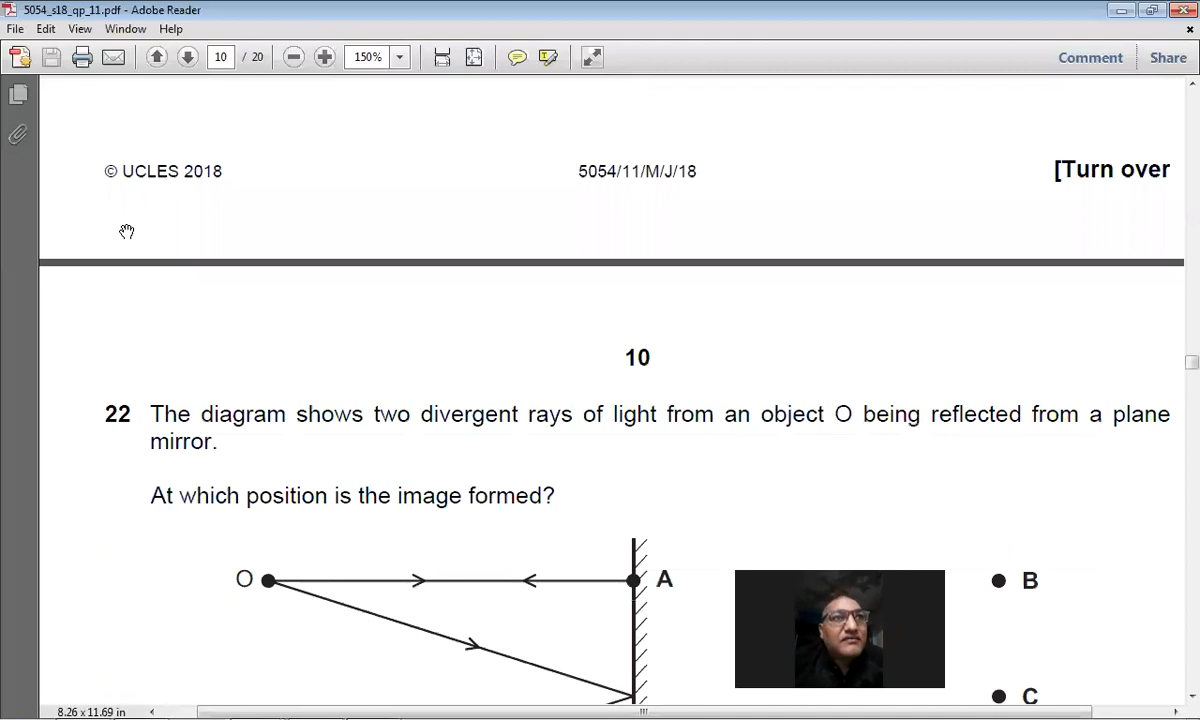 5054_s18_qp_11.pdf - Adobe Reader
File Edit View Window Help
10 / 20 150% Comment Share
© UCLES 2018 5054/11/M/J/18 [Turn over
10
22 The diagram shows two divergent rays of light from an object O being reflected from a plane
mirror.
At which position is the image formed?
O A B
C
8.26 x 11.69 in